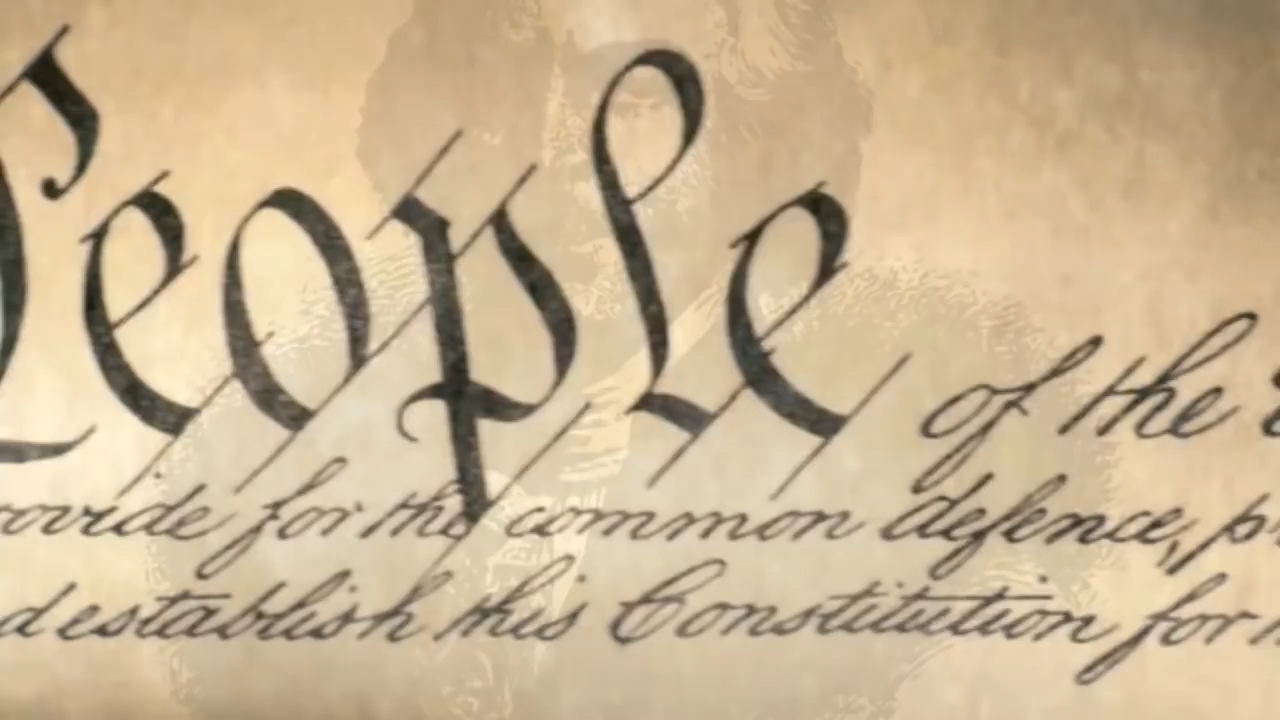 People of the
rovide for the common defence, p
d establish this Constitution for